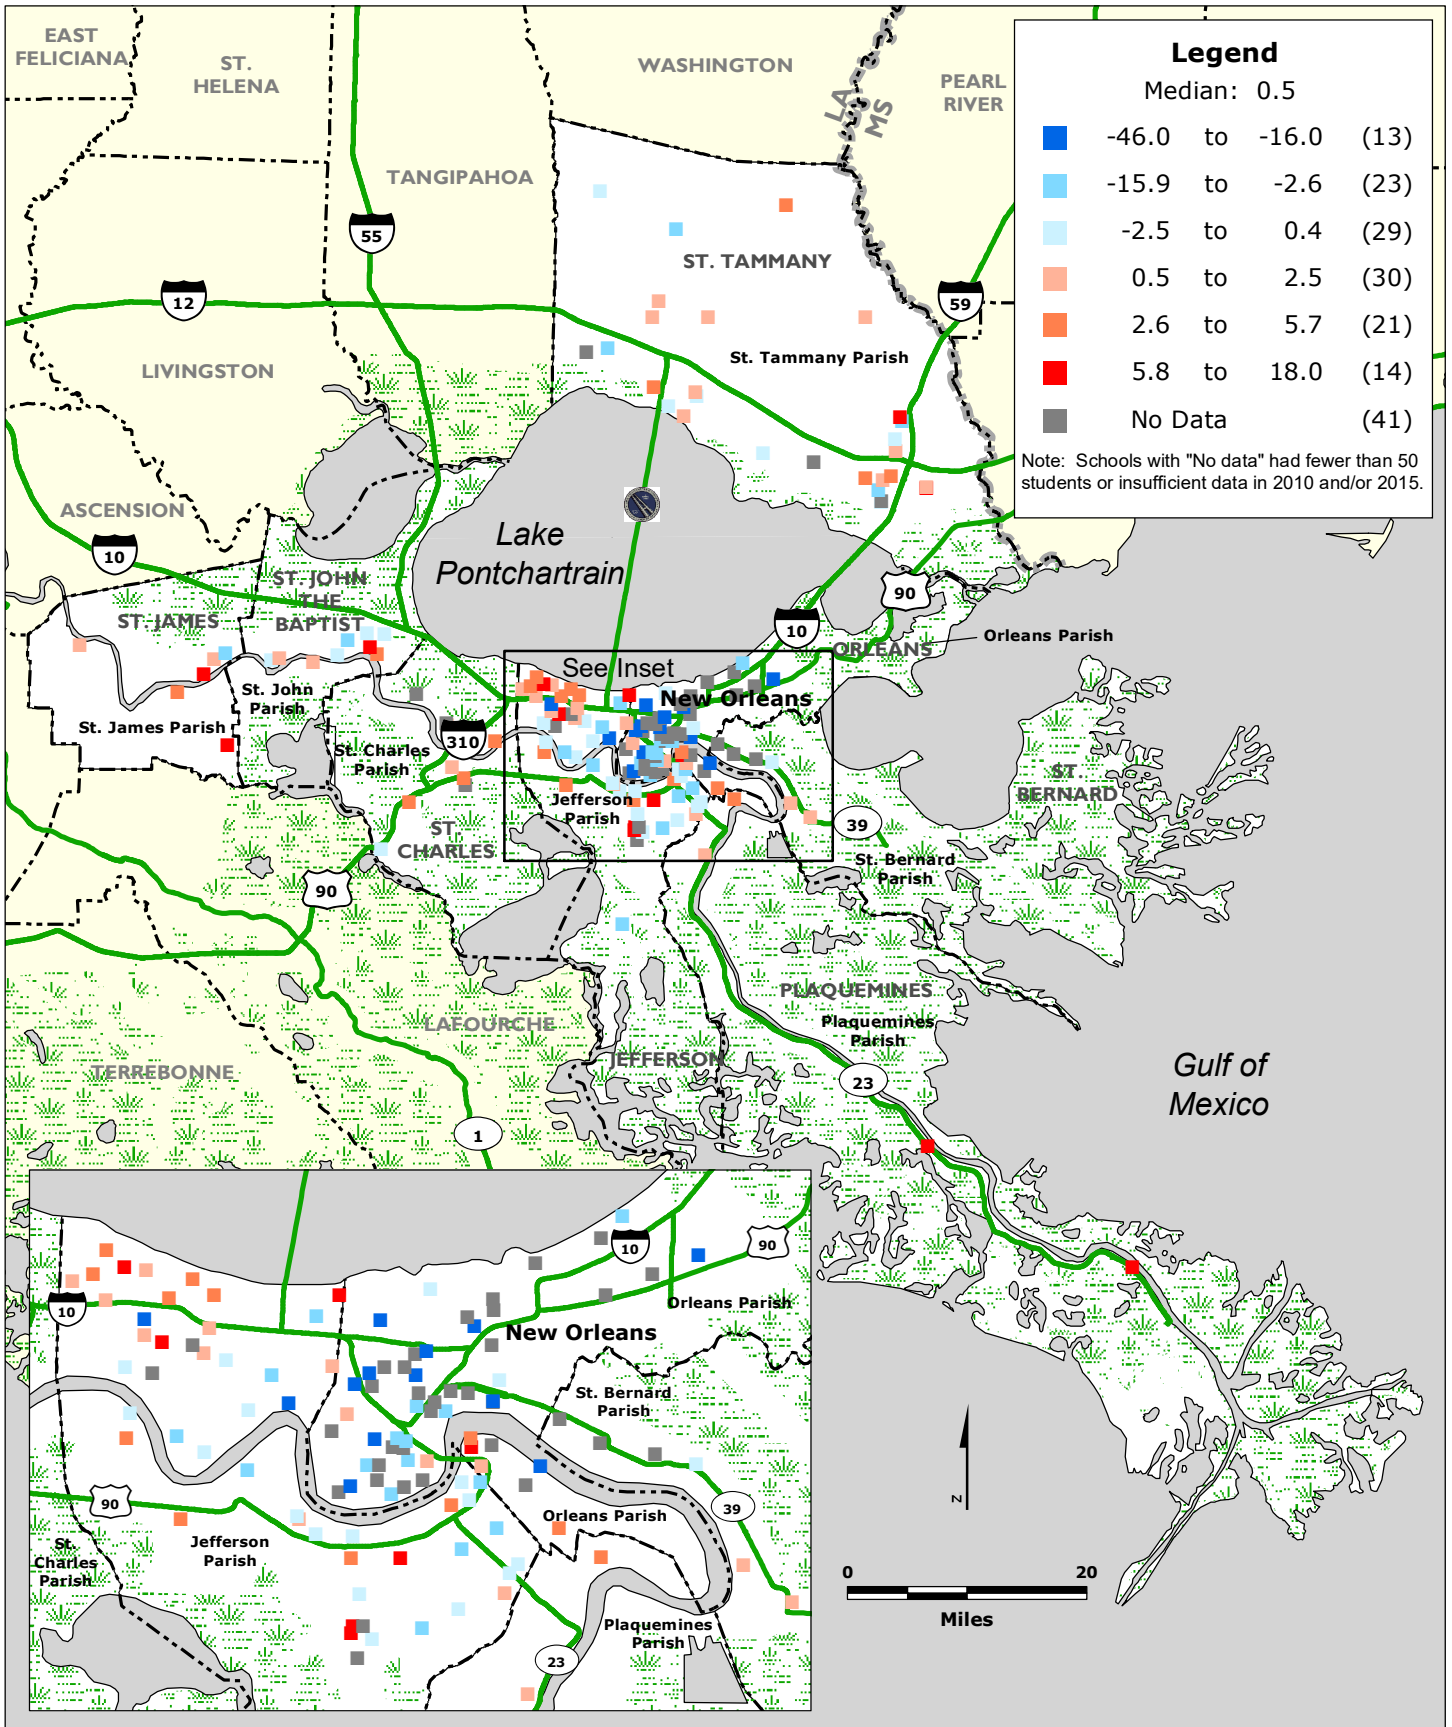 EAST
FELICIANA
ST.
HELENA
WASHINGTON
PEARL
RIVER
LA
MS
TANGIPAHOA
55
12
59
ST. TAMMANY
St. Tammany Parish
LIVINGSTON
Legend
Median: 0.5
-46.0 to -16.0 (13)
-15.9 to -2.6 (23)
-2.5 to 0.4 (29)
0.5 to 2.5 (30)
2.6 to 5.7 (21)
5.8 to 18.0 (14)
No Data (41)
Note: Schools with "No data" had fewer than 50
students or insufficient data in 2010 and/or 2015.
ASCENSION
10
Lake
Pontchartrain
ST. JOHN
THE
BAPTIST
ST. JAMES
90
10
ORLEANS
Orleans Parish
See Inset
New Orleans
St. John
Parish
St. James Parish
St. Charles
Parish
310
Jefferson
Parish
ST.
CHARLES
ST.
BERNARD
39
St. Bernard
Parish
90
PLAQUEMINES
Plaquemines
Parish
LAFOURCHE
JEFFERSON
TERREBONNE
23
1
Gulf of
Mexico
10
90
10
Orleans Parish
New Orleans
St. Bernard
Parish
90
39
Orleans Parish
Jefferson
Parish
St.
Charles
Parish
Plaquemines
Parish
23
N
0 20
Miles